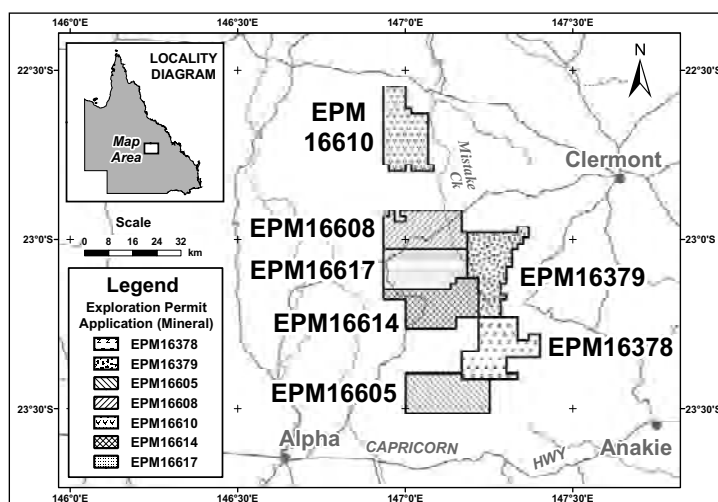 146°0'E
146°30'E
147°0'E
147°30'E
22°30'S
22°30'S
LOCALITY
DIAGRAM
Map
Area
N
EPM
16610
Mistake
Ck
Clermont
Scale
0 8 16 24 32
km
EPM16608
23°0'S
23°0'S
EPM16617
EPM16379
Legend
Exploration Permit
Application (Mineral)
EPM16378
EPM16379
EPM16605
EPM16608
EPM16610
EPM16614
EPM16617
EPM16614
EPM16378
EPM16605
23°30'S
23°30'S
Alpha
CAPRICORN
HWY
Anakie
146°0'E
146°30'E
147°0'E
147°30'E